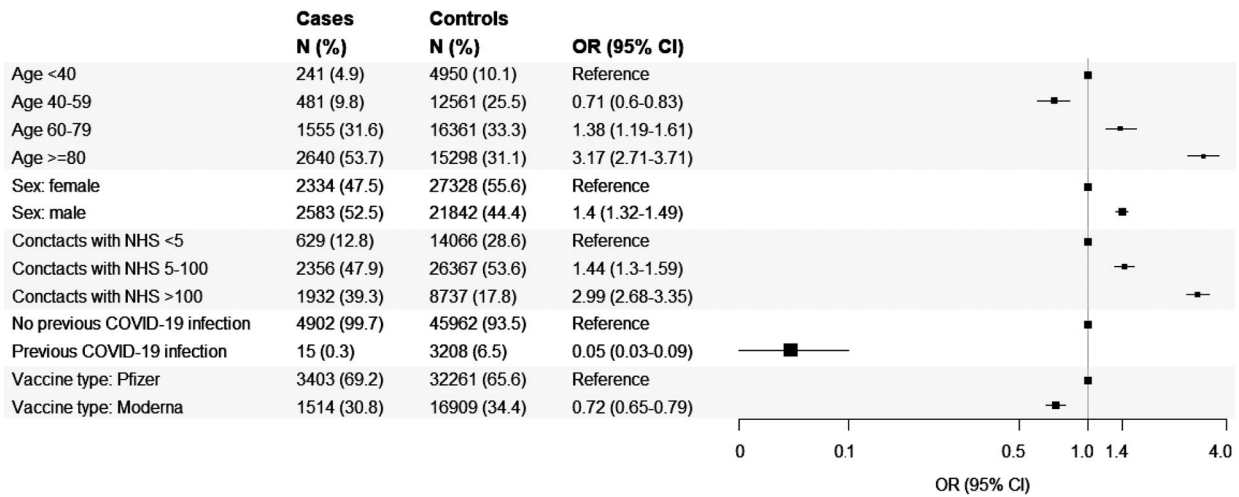 Cases Controls
N (%) N (%) OR (95% CI)
Age <40 241 (4.9) 4950 (10.1) Reference
Age 40-59 481 (9.8) 12561 (25.5) 0.71 (0.6-0.83)
Age 60-79 1555 (31.6) 16361 (33.3) 1.38 (1.19-1.61)
Age >=80 2640 (53.7) 15298 (31.1) 3.17 (2.71-3.71)
Sex: female 2334 (47.5) 27328 (55.6) Reference
Sex: male 2583 (52.5) 21842 (44.4) 1.4 (1.32-1.49)
Conctacts with NHS <5 629 (12.8) 14066 (28.6) Reference
Conctacts with NHS 5-100 2356 (47.9) 26367 (53.6) 1.44 (1.3-1.59)
Conctacts with NHS >100 1932 (39.3) 8737 (17.8) 2.99 (2.68-3.35)
No previous COVID-19 infection 4902 (99.7) 45962 (93.5) Reference
Previous COVID-19 infection 15 (0.3) 3208 (6.5) 0.05 (0.03-0.09)
Vaccine type: Pfizer 3403 (69.2) 32261 (65.6) Reference
Vaccine type: Moderna 1514 (30.8) 16909 (34.4) 0.72 (0.65-0.79)
0 0.1 0.5 1.0 1.4 4.0
OR (95% CI)